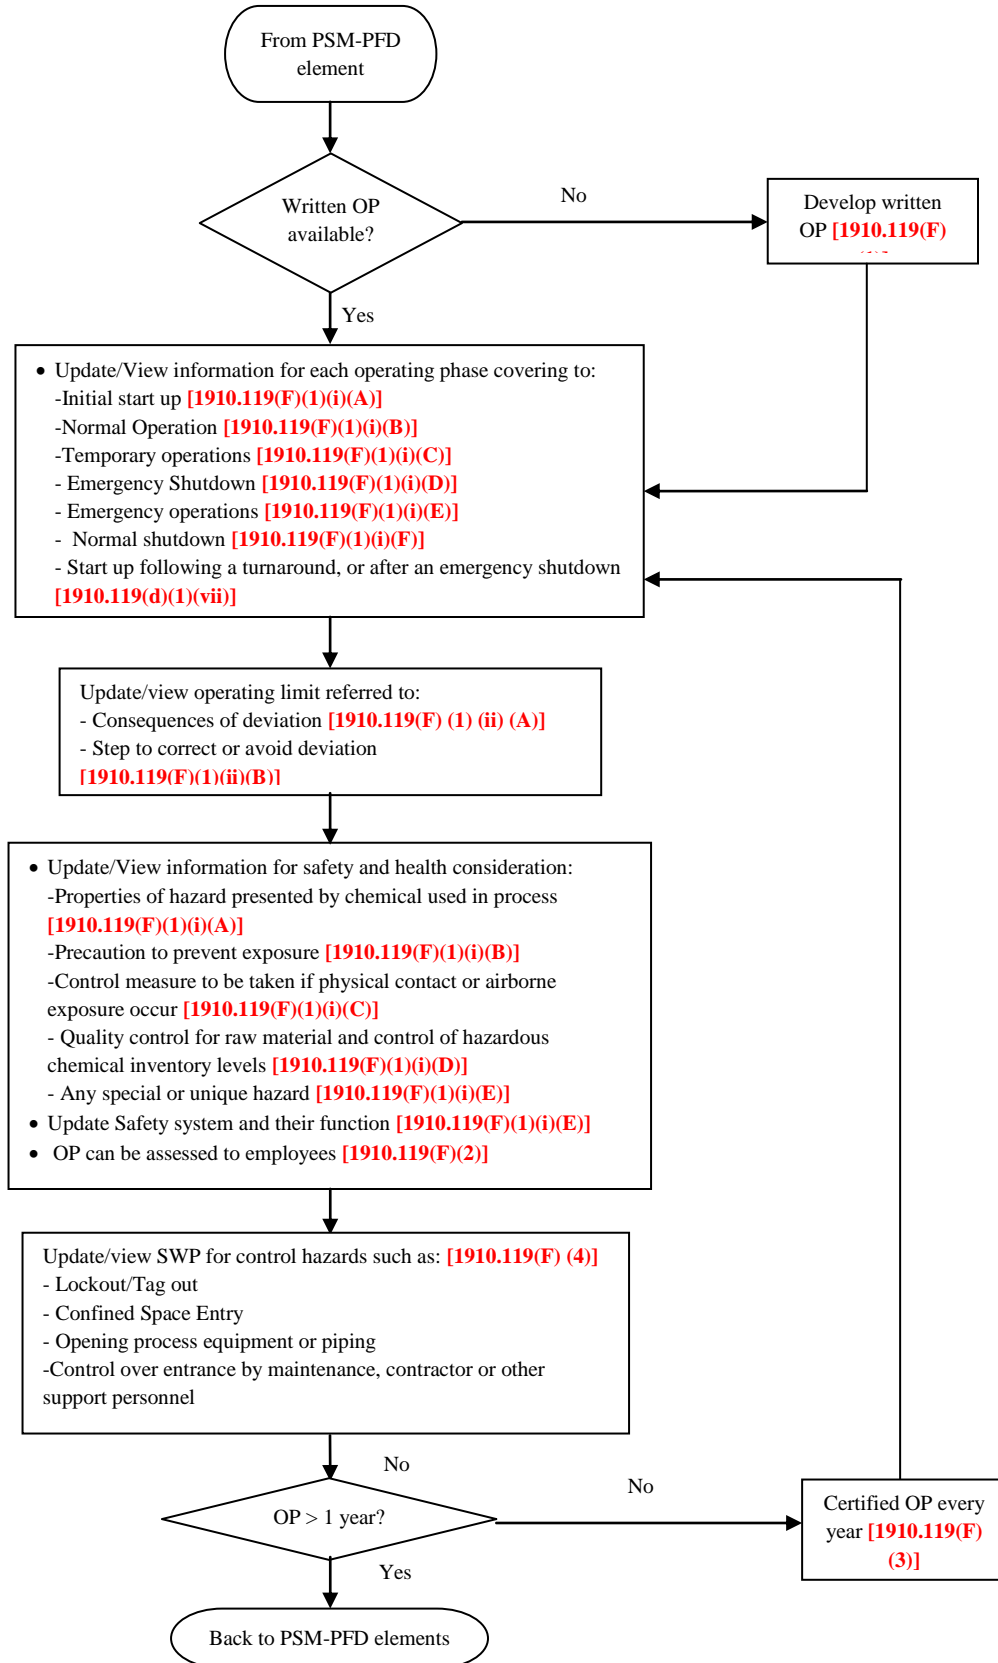 From PSM-PFD
element
Written OP
available?
No
Develop written
OP [1910.119(F)
Yes
• Update/View information for each operating phase covering to:
-Initial start up [1910.119(F)(1)(i)(A)]
-Normal Operation [1910.119(F)(1)(i)(B)]
-Temporary operations [1910.119(F)(1)(i)(C)]
- Emergency Shutdown [1910.119(F)(1)(i)(D)]
- Emergency operations [1910.119(F)(1)(i)(E)]
- Normal shutdown [1910.119(F)(1)(i)(F)]
- Start up following a turnaround, or after an emergency shutdown
[1910.119(d)(1)(vii)]
Update/view operating limit referred to:
- Consequences of deviation [1910.119(F) (1) (ii) (A)]
- Step to correct or avoid deviation
[1910.119(F)(1)(ii)(B)]
• Update/View information for safety and health consideration:
-Properties of hazard presented by chemical used in process
[1910.119(F)(1)(i)(A)]
-Precaution to prevent exposure [1910.119(F)(1)(i)(B)]
-Control measure to be taken if physical contact or airborne
exposure occur [1910.119(F)(1)(i)(C)]
- Quality control for raw material and control of hazardous
chemical inventory levels [1910.119(F)(1)(i)(D)]
- Any special or unique hazard [1910.119(F)(1)(i)(E)]
• Update Safety system and their function [1910.119(F)(1)(i)(E)]
• OP can be assessed to employees [1910.119(F)(2)]
Update/view SWP for control hazards such as: [1910.119(F) (4)]
- Lockout/Tag out
- Confined Space Entry
- Opening process equipment or piping
-Control over entrance by maintenance, contractor or other
support personnel
No
OP > 1 year?
No
Certified OP every
year [1910.119(F)
(3)]
Yes
Back to PSM-PFD elements